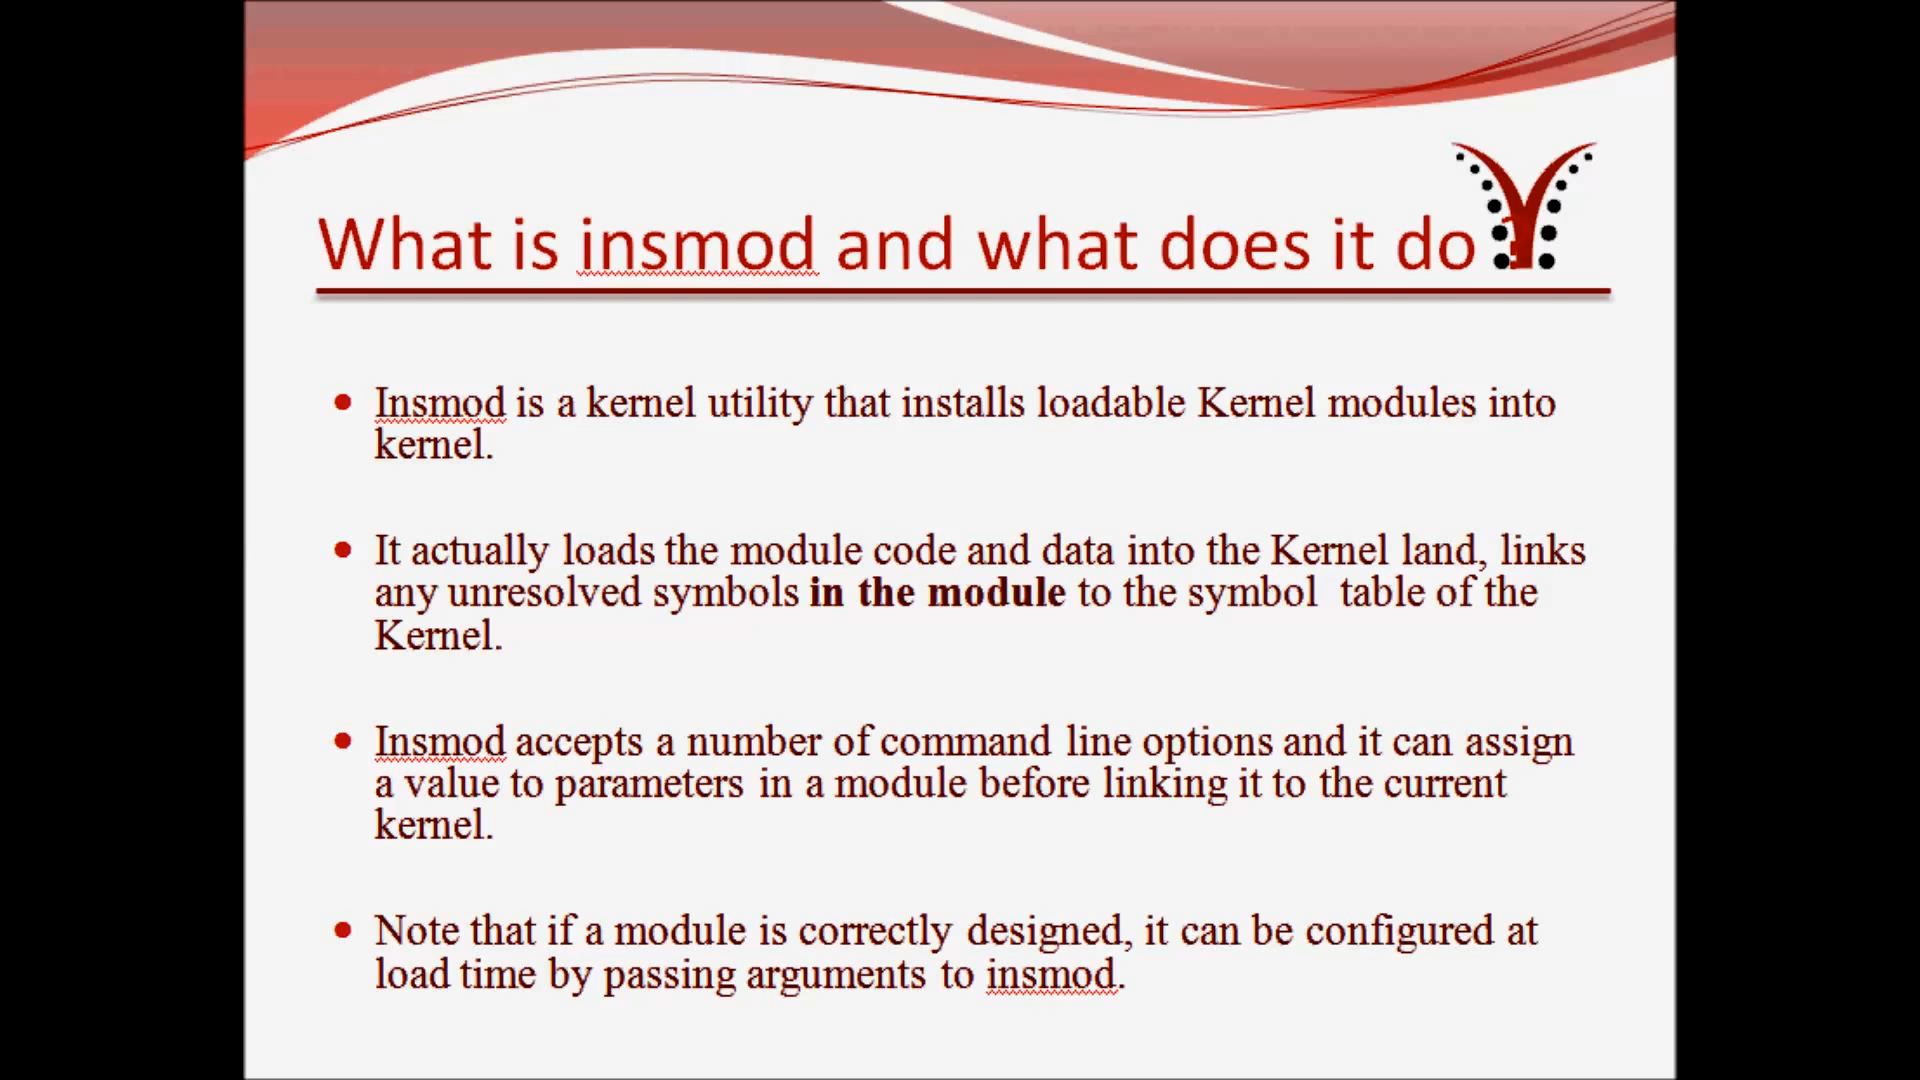 What is insmod and what does it do ?
Insmod is a kernel utility that installs loadable Kernel modules into
kernel.
It actually loads the module code and data into the Kernel land, links
any unresolved symbols in the module to the symbol table of the
Kernel.
Insmod accepts a number of command line options and it can assign
a value to parameters in a module before linking it to the current
kernel.
Note that if a module is correctly designed, it can be configured at
load time by passing arguments to insmod.